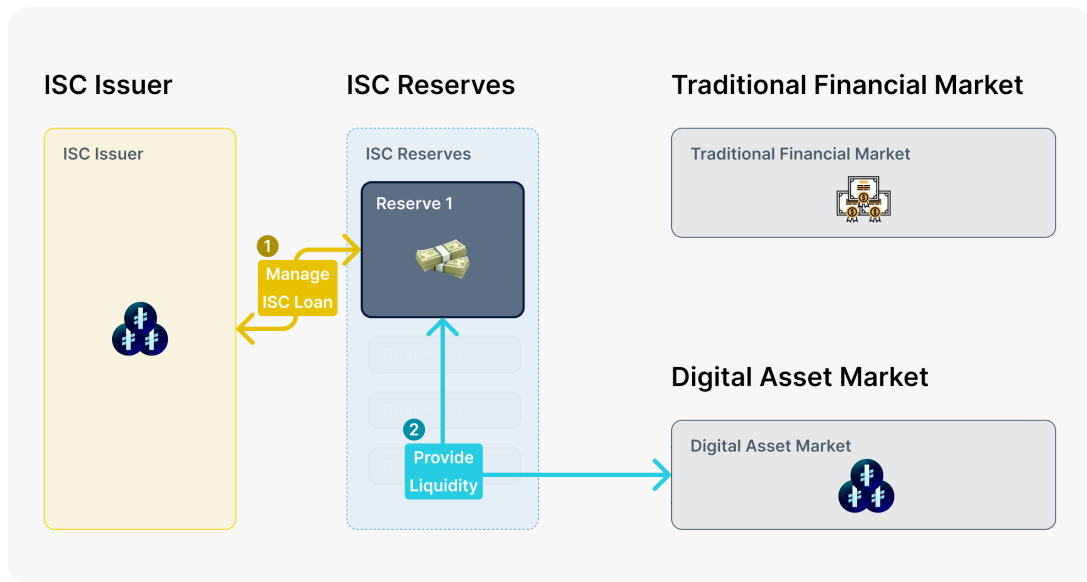 ISC Issuer
ISC Reserves
Traditional Financial Market
ISC Issuer
ISC Reserves
Traditional Financial Market
Reserve 1
1
Manage
ISC Loan
Digital Asset Market
2
Provide
Liquidity
Digital Asset Market